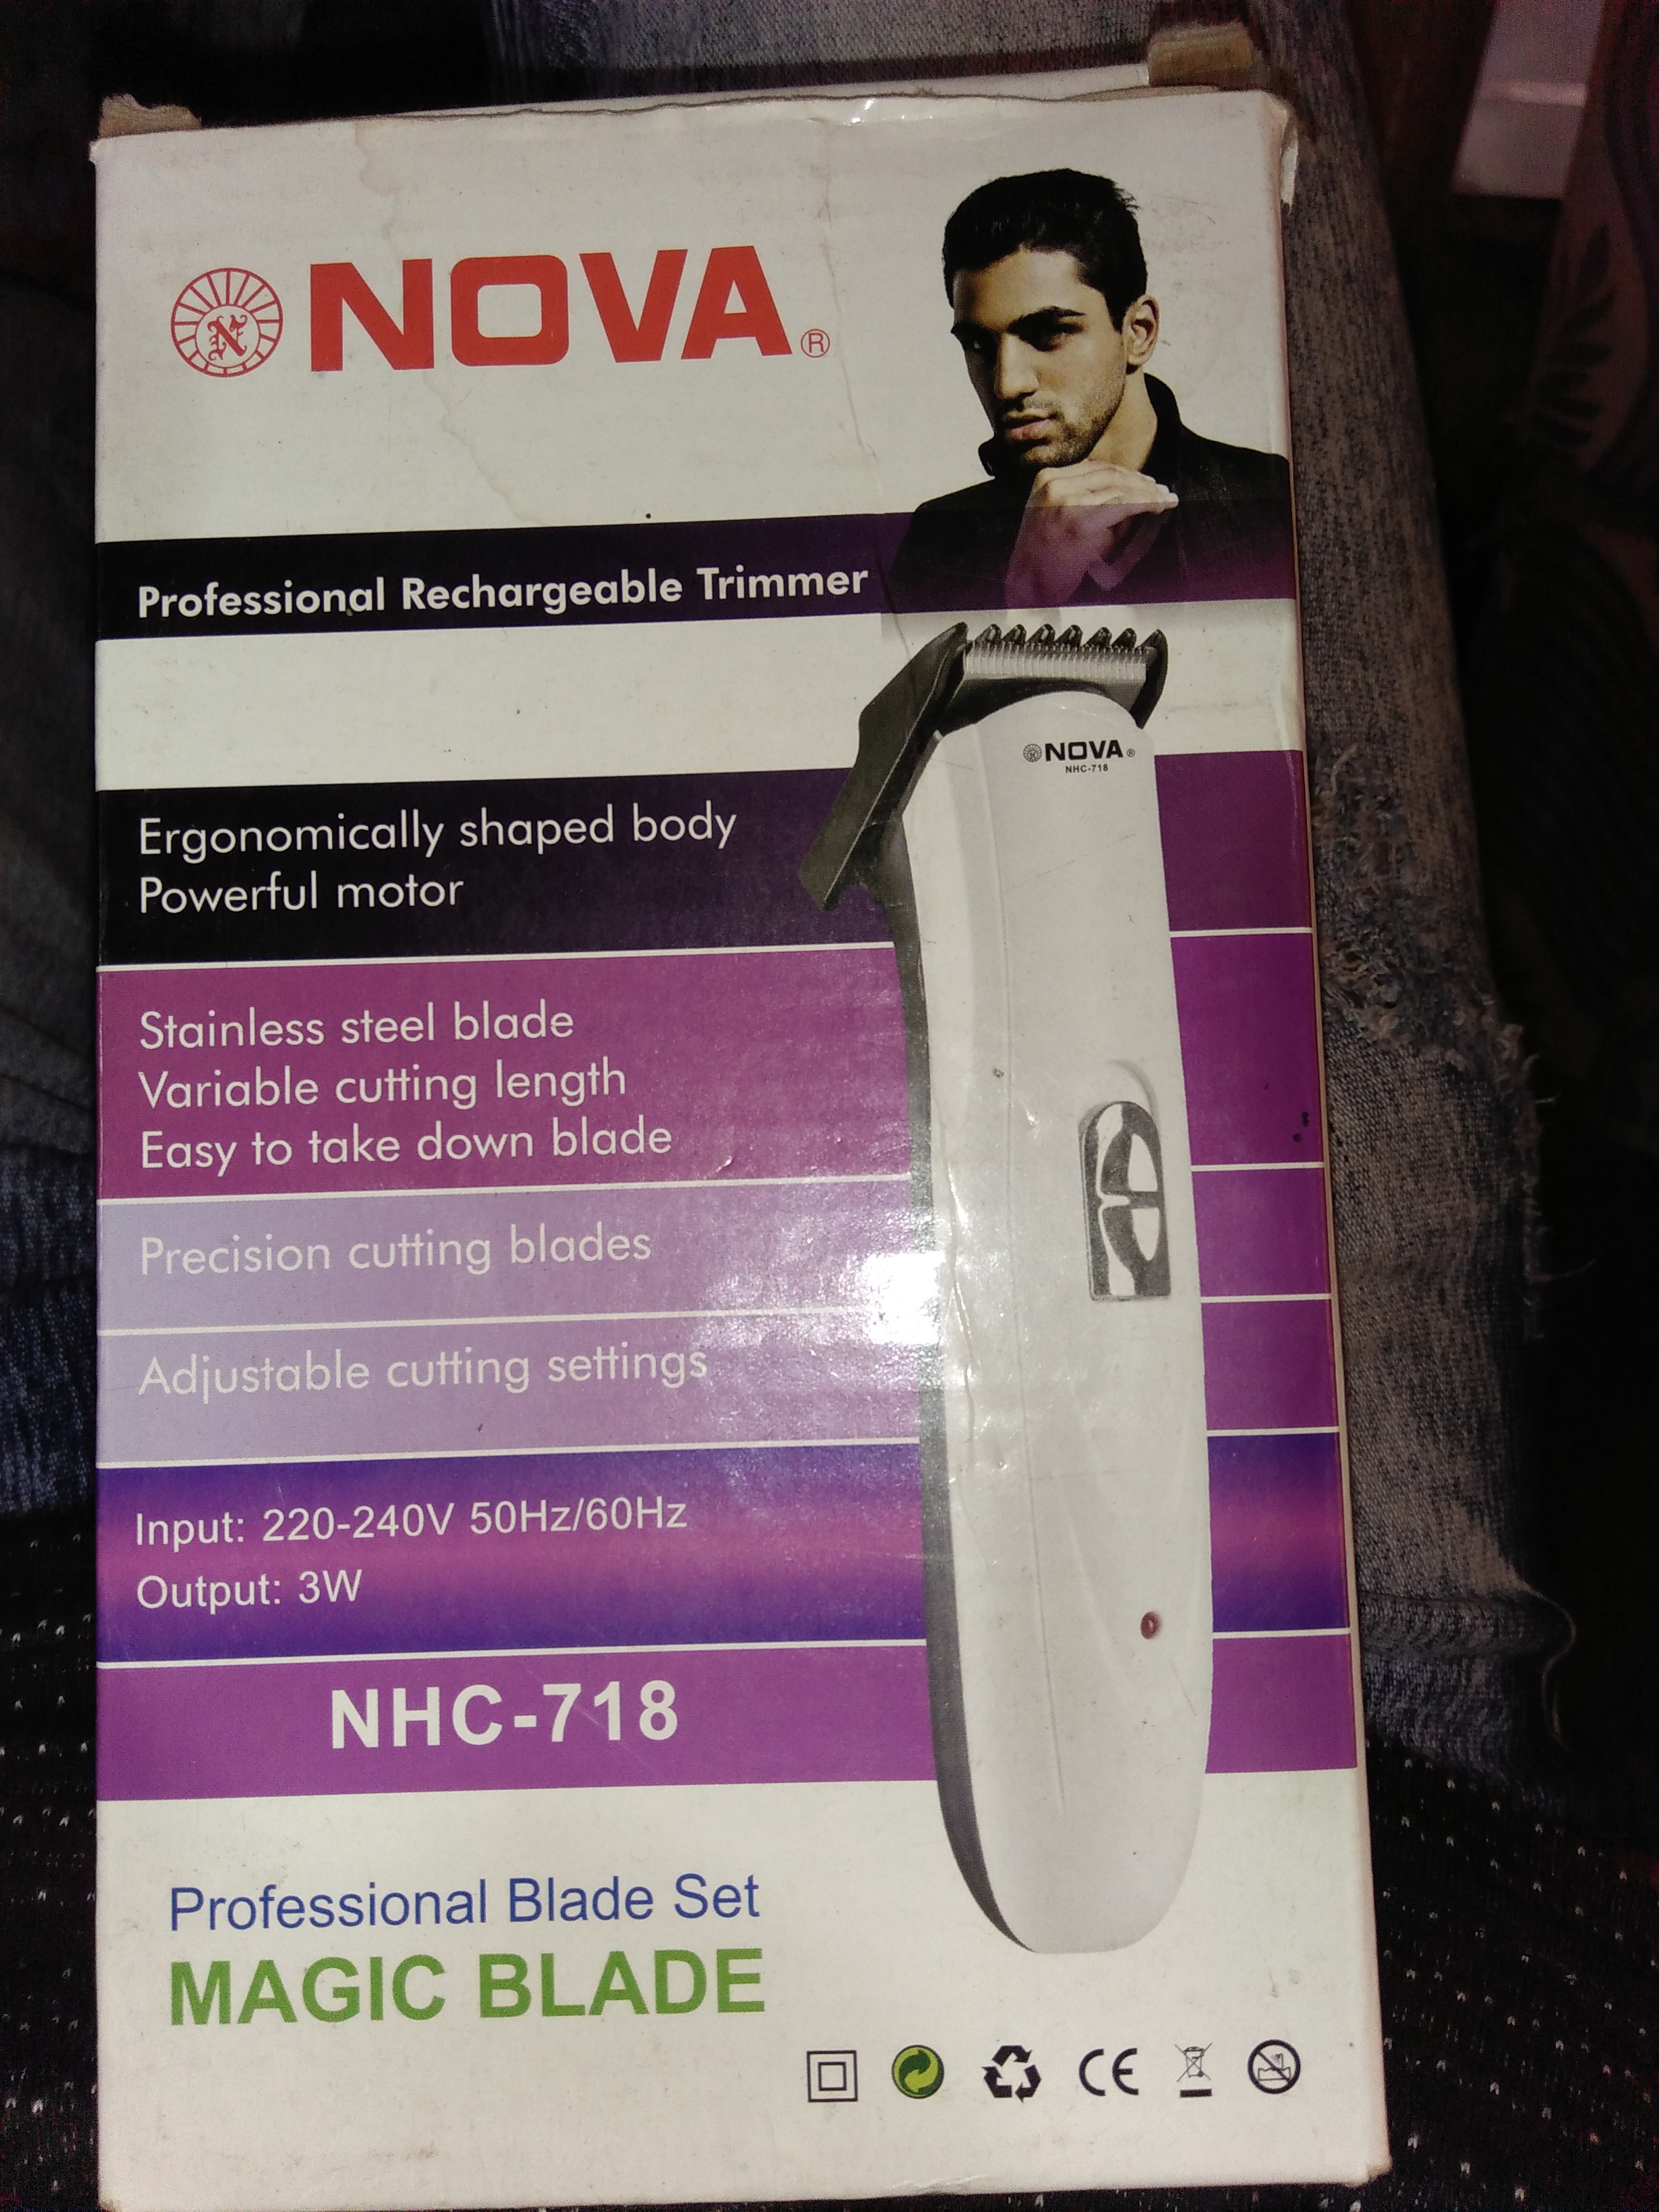 NOVA®
Professional Rechargeable Trimmer
NOVA®
NHC-718
Ergonomically shaped body
Powerful motor
Stainless steel blade
Variable cutting length
Easy to take down blade
Precision cutting blades
Adjustable cutting settings
Input: 220-240V 50Hz/60Hz
Output: 3W
NHC-718
Professional Blade Set
MAGIC BLADE
CE